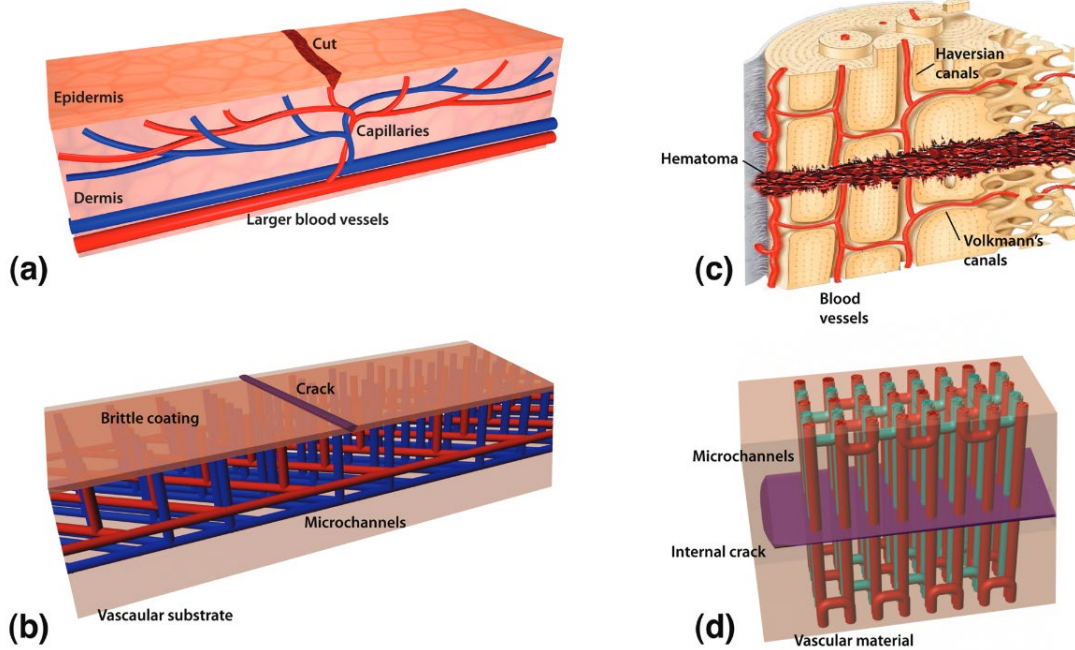 Cut
Epidermis
Capillaries
Dermis
Larger blood vessels
(a)
Haversian
canals
Hematoma
Volkmann's
canals
(c)
Blood
vessels
Crack
Brittle coating
Microchannels
Vascaular substrate
(b)
Microchannels
Internal crack
(d)
Vascular material